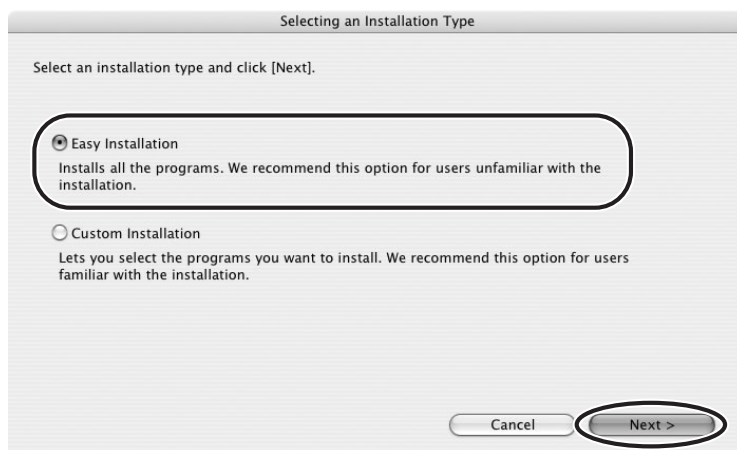 Selecting an Installation Type
Select an installation type and click [Next].
Easy Installation
Installs all the programs. We recommend this option for users unfamiliar with the
installation.
Custom Installation
Lets you select the programs you want to install. We recommend this option for users
familiar with the installation.
Cancel
Next >